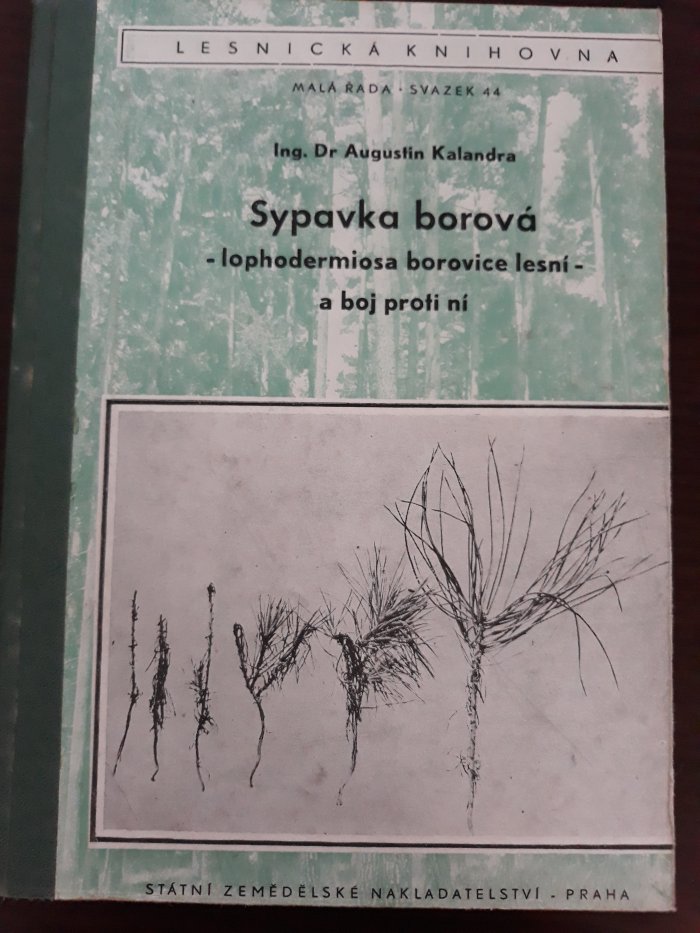 LESNICKÁ KNIHOVNA
MALÁ ŘADA · SVAZEK 44
Ing. Dr Augustin Kalandra
Sypavka borová
- lophodermiosa borovice lesní -
a boj proti ní
STÁTNÍ ZEMĚDĚLSKÉ NAKLADATELSTVÍ - PRAHA